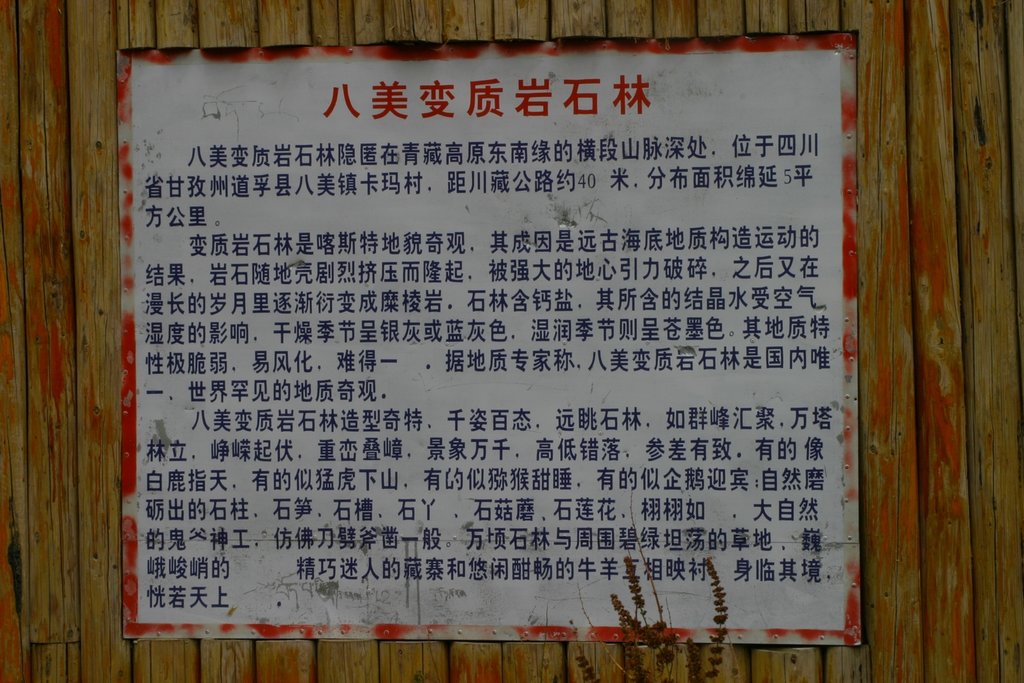 八美变质岩石林
八美变质岩石林隐匿在青藏高原东南缘的横段山脉深处，位于四川
省甘孜州道孚县八美镇卡玛村，距川藏公路约40 米，分布面积绵延5平
方公里。
变质岩石林是喀斯特地貌奇观，其成因是远古海底地质构造运动的
结果，岩石随地壳剧烈挤压而隆起，被强大的地心引力破碎，之后又在
漫长的岁月里逐渐衍变成糜棱岩。石林含钙盐，其所含的结晶水受空气
湿度的影响，干燥季节呈银灰或蓝灰色，湿润季节则呈苍墨色。其地质特
性极脆弱，易风化，难得一 。据地质专家称，八美变质岩石林是国内唯
一、世界罕见的地质奇观。
八美变质岩石林造型奇特，千姿百态，远眺石林，如群峰汇聚，万塔
林立，峥嵘起伏，重峦叠嶂，景象万千，高低错落，参差有致。有的 像
白鹿指天，有的似猛虎下山，有的似猕猴甜睡，有的似企鹅迎宾；自然磨
砺出的石柱、石笋、石槽、石丫 、石菇蘑、石莲花，栩栩如 ，大自然
的鬼斧神工，仿佛刀劈斧凿一般。万顷石林与周围碧绿坦荡的草地、巍
峨峻峭的 精巧迷人的藏寨和悠闲酣畅的牛羊互相映衬 身临其境，
恍若天上 。